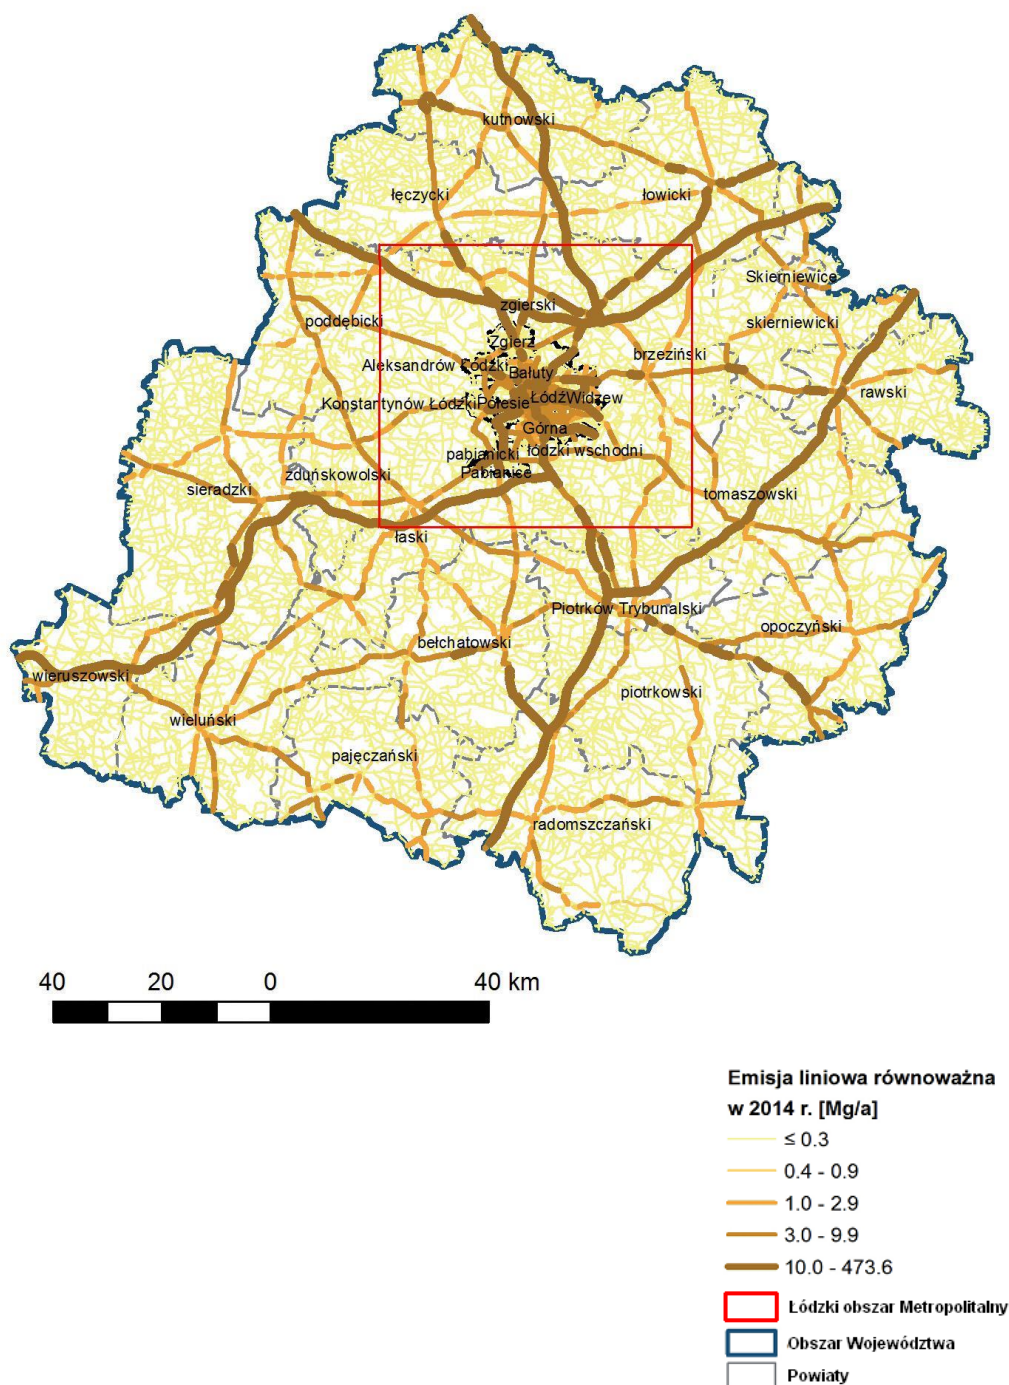 kutnowski
łęczycki
łowicki
Skierniewice
zgierski
poddębicki
skierniewicki
Zgierz
brzeziński
Aleksandrów Łódzki
Bałuty
rawski
Konstantynów Łódzki
Polesie
Łódź
Widzew
Górna
pabianicki
łódzki wschodni
Pabianice
zduńskowolski
sieradzki
tomaszowski
łaski
Piotrków Trybunalski
opoczyński
bełchatowski
wieruszowski
piotrkowski
wieluński
pajęczański
radomszczański
40 20 0 40 km
Emisja liniowa równoważna
w 2014 r. [Mg/a]
≤ 0.3
0.4 - 0.9
1.0 - 2.9
3.0 - 9.9
10.0 - 473.6
Łódzki obszar Metropolitalny
Obszar Województwa
Powiaty